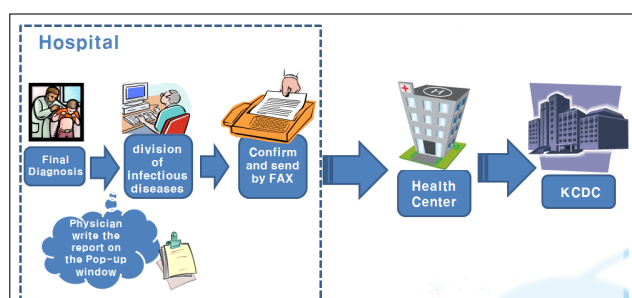 Hospital
Final
Diagnosis
division
of
infectious
diseases
Confirm
and send
by FAX
Health
Center
KCDC
Physician
write the
report on
the Pop-up
window